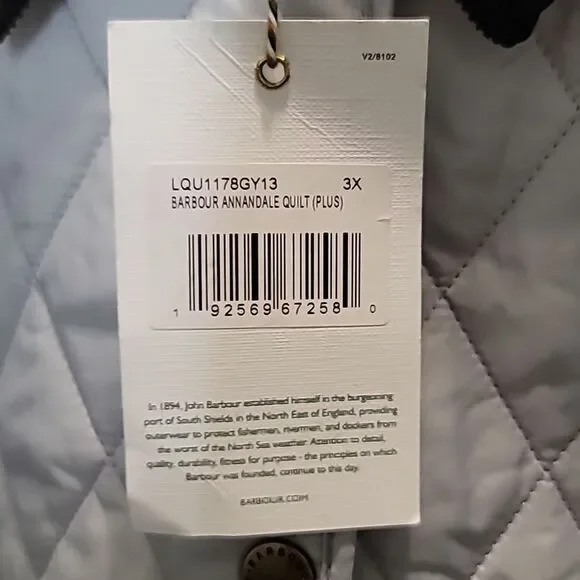 V2/8102
LQU1178GY13 3X
BARBOUR ANNANDALE QUILT (PLUS)
1 92569 67258 0
In 1894, John Barbour established himself in the burgeoning
port of South Shields in the North East of England, providing
outerwear to protect fishermen, rivermen, and dockers from
the worst of the North Sea weather. Attention to detail,
quality, durability, fitness for purpose - the principles on which
Barbour was founded, continue to this day.
BARBOUR.COM
BARBOUR